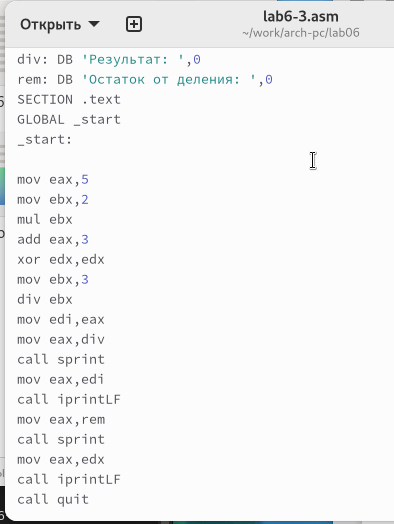 Открыть
lab6-3.asm
~/work/arch-pc/lab06
div: DB 'Результат: ',0
rem: DB 'Остаток от деления: ',0
SECTION .text
GLOBAL _start
_start:
mov eax,5
mov ebx,2
mul ebx
add eax,3
xor edx,edx
mov ebx,3
div ebx
mov edi,eax
mov eax,div
call sprint
mov eax,edi
call iprintLF
mov eax,rem
call sprint
mov eax,edx
call iprintLF
call quit